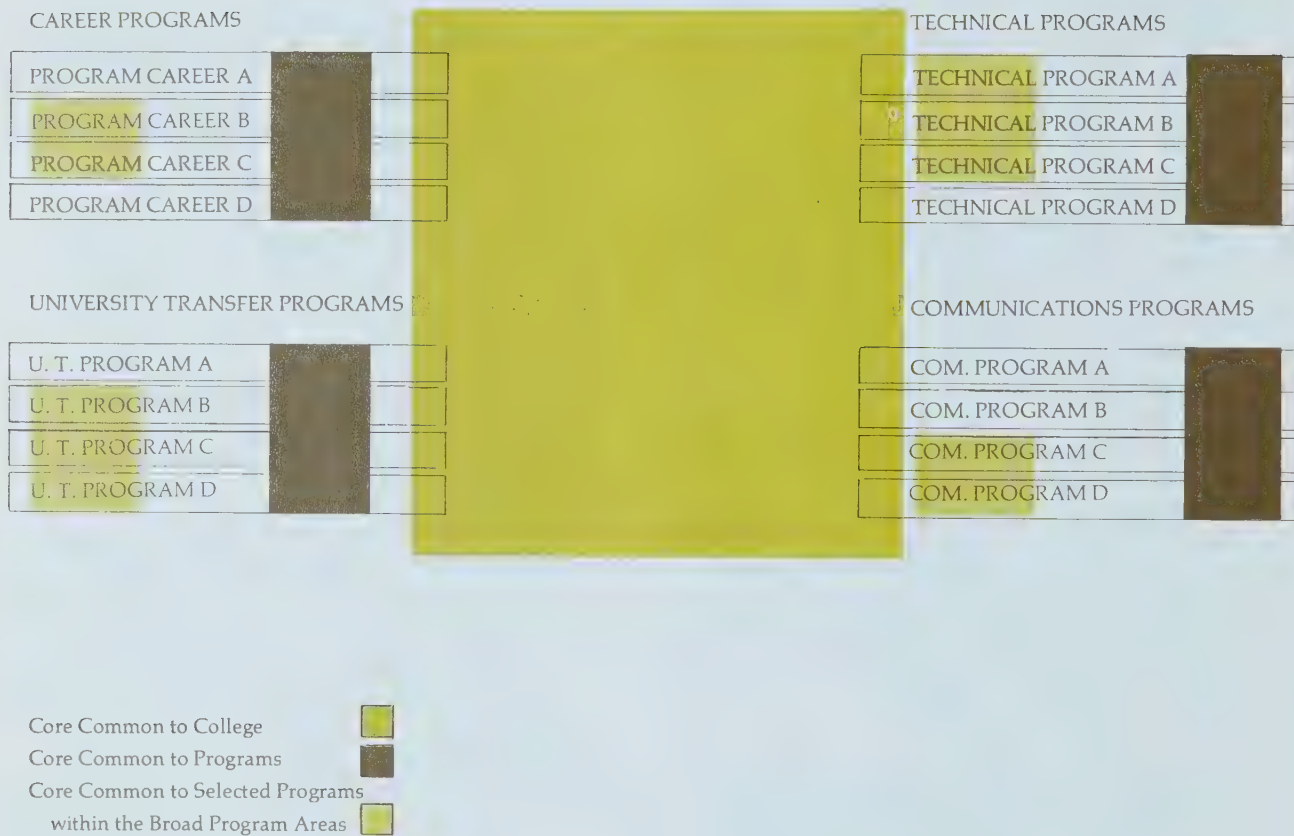 CAREER PROGRAMS
PROGRAM CAREER A
PROGRAM CAREER B
PROGRAM CAREER C
PROGRAM CAREER D
TECHNICAL PROGRAMS
TECHNICAL PROGRAM A
TECHNICAL PROGRAM B
TECHNICAL PROGRAM C
TECHNICAL PROGRAM D
UNIVERSITY TRANSFER PROGRAMS
U. T. PROGRAM A
U. T. PROGRAM B
U. T. PROGRAM C
U. T. PROGRAM D
COMMUNICATIONS PROGRAMS
COM. PROGRAM A
COM. PROGRAM B
COM. PROGRAM C
COM. PROGRAM D
Core Common to College
Core Common to Programs
Core Common to Selected Programs
within the Broad Program Areas